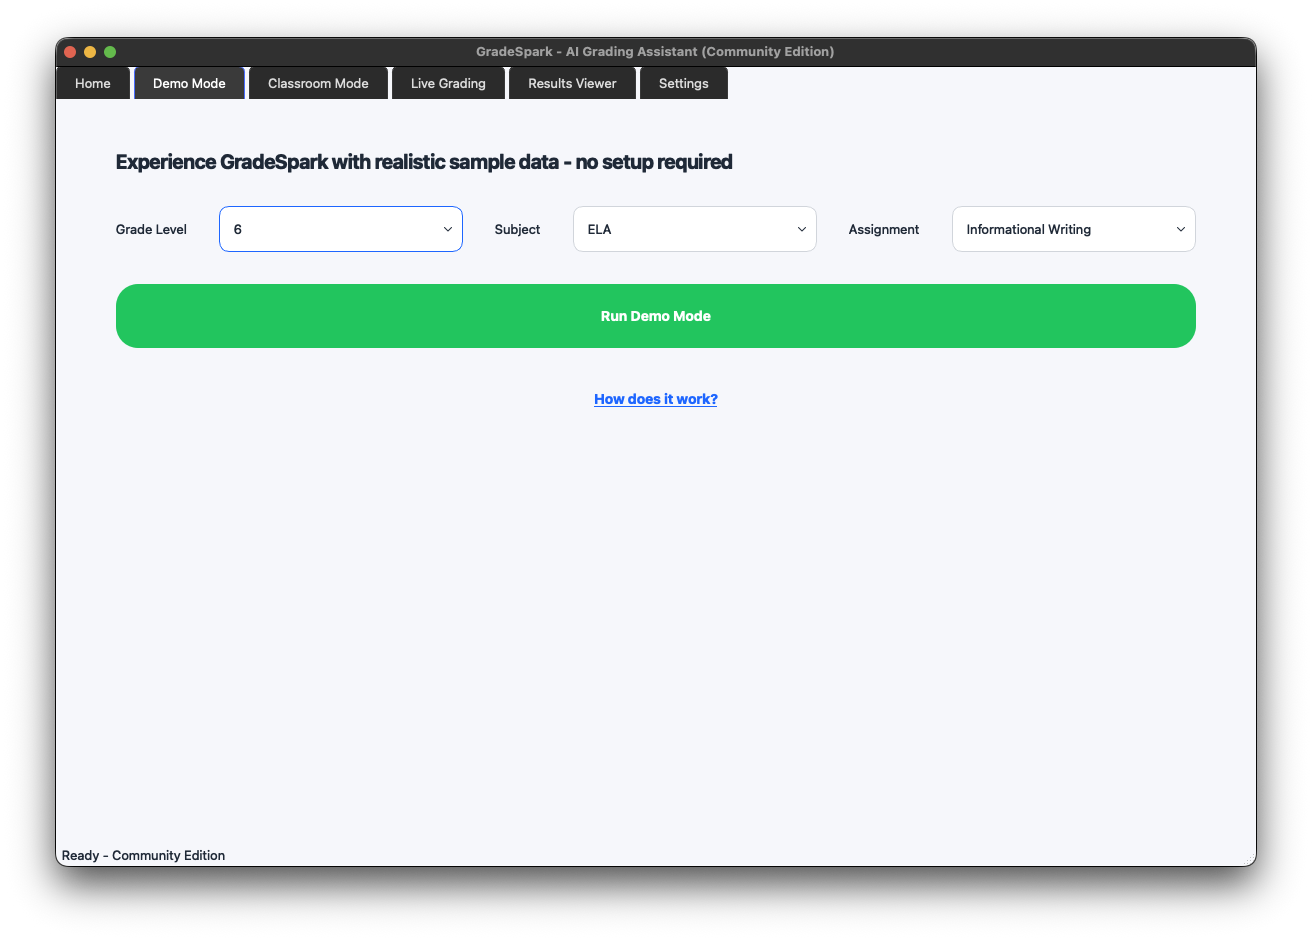 GradeSpark - AI Grading Assistant (Community Edition)
Home Demo Mode Classroom Mode Live Grading Results Viewer Settings
Experience GradeSpark with realistic sample data - no setup required
Grade Level 6 Subject ELA Assignment Informational Writing
Run Demo Mode
How does it work?
Ready - Community Edition